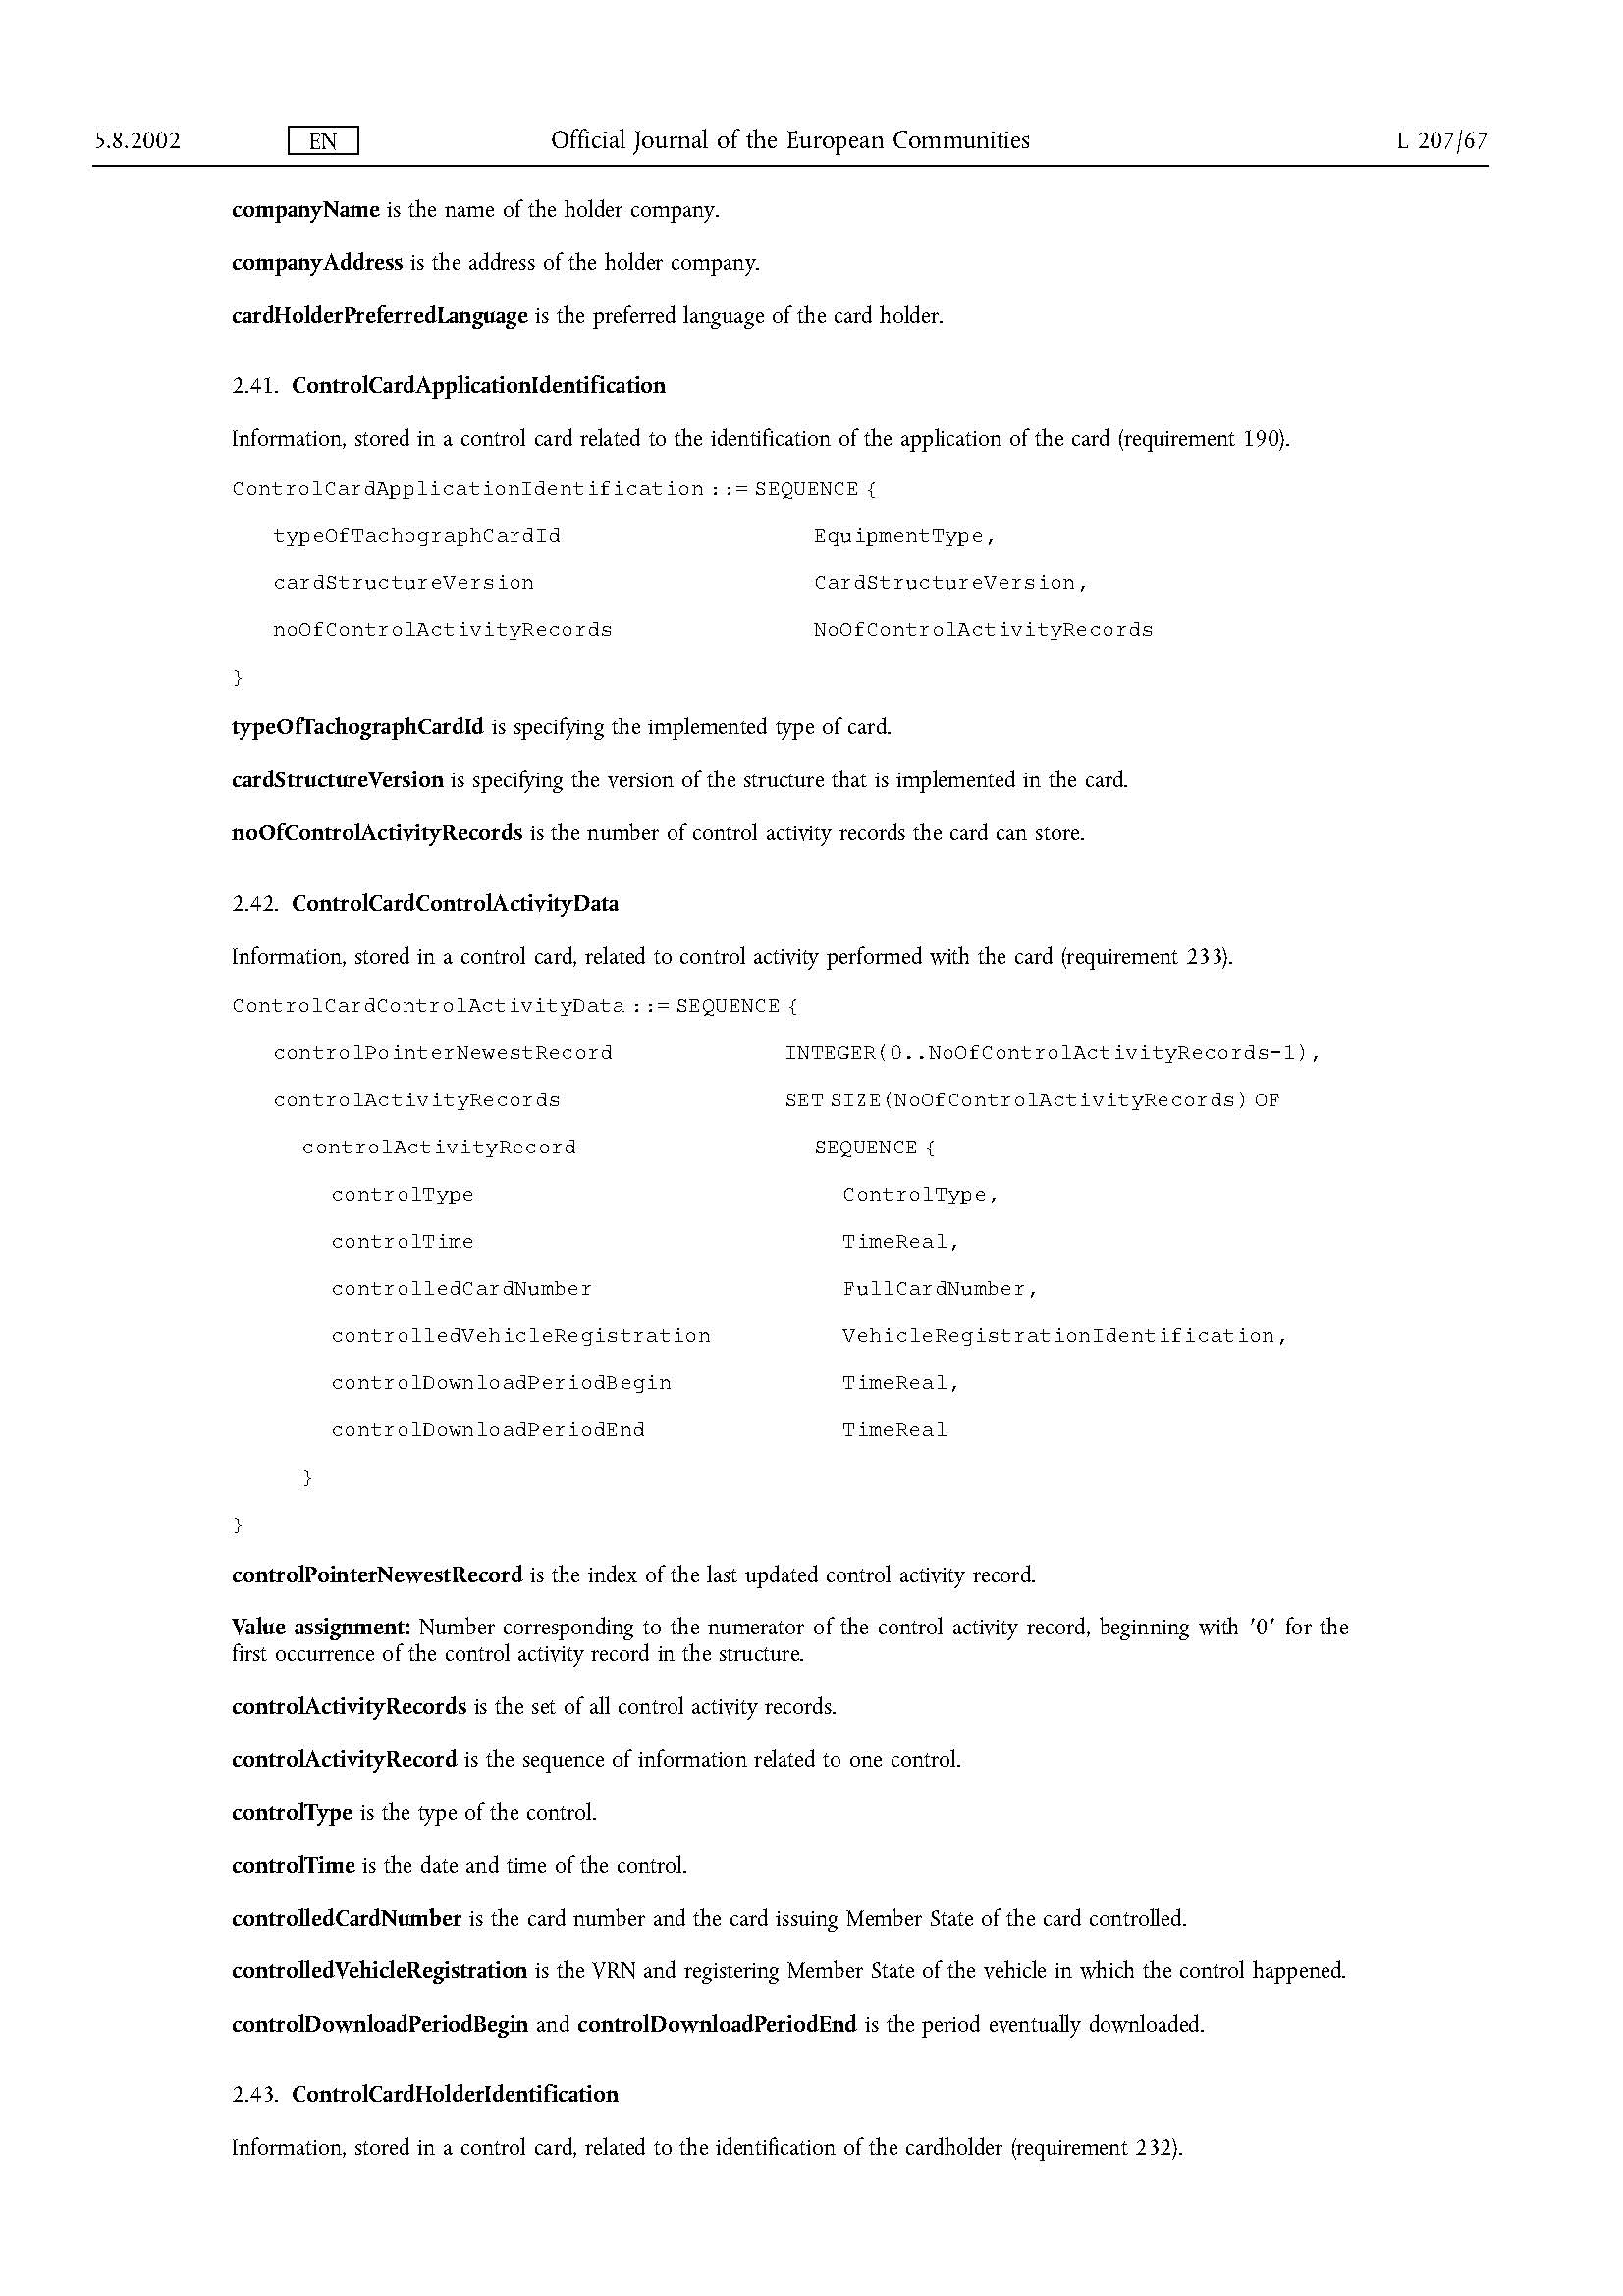 5.8.2002 EN Official Journal of the European Communities L 207/67
companyName is the name of the holder company.
companyAddress is the address of the holder company.
cardHolderPreferredLanguage is the preferred language of the card holder.
2.41. ControlCardApplicationIdentification
Information, stored in a control card related to the identification of the application of the card (requirement 190).
ControlCardApplicationIdentification ::= SEQUENCE {
typeOfTachographCardId EquipmentType,
cardStructureVersion CardStructureVersion,
noOfControlActivityRecords NoOfControlActivityRecords
}
typeOfTachographCardId is specifying the implemented type of card.
cardStructureVersion is specifying the version of the structure that is implemented in the card.
noOfControlActivityRecords is the number of control activity records the card can store.
2.42. ControlCardControlActivityData
Information, stored in a control card, related to control activity performed with the card (requirement 233).
ControlCardControlActivityData ::= SEQUENCE {
controlPointerNewestRecord INTEGER(0..NoOfControlActivityRecords-1),
controlActivityRecords SET SIZE(NoOfControlActivityRecords) OF
controlActivityRecord SEQUENCE {
controlType ControlType,
controlTime TimeReal,
controlledCardNumber FullCardNumber,
controlledVehicleRegistration VehicleRegistrationIdentification,
controlDownloadPeriodBegin TimeReal,
controlDownloadPeriodEnd TimeReal
}
}
controlPointerNewestRecord is the index of the last updated control activity record.
Value assignment: Number corresponding to the numerator of the control activity record, beginning with '0' for the
first occurrence of the control activity record in the structure.
controlActivityRecords is the set of all control activity records.
controlActivityRecord is the sequence of information related to one control.
controlType is the type of the control.
controlTime is the date and time of the control.
controlledCardNumber is the card number and the card issuing Member State of the card controlled.
controlledVehicleRegistration is the VRN and registering Member State of the vehicle in which the control happened.
controlDownloadPeriodBegin and controlDownloadPeriodEnd is the period eventually downloaded.
2.43. ControlCardHolderIdentification
Information, stored in a control card, related to the identification of the cardholder (requirement 232).